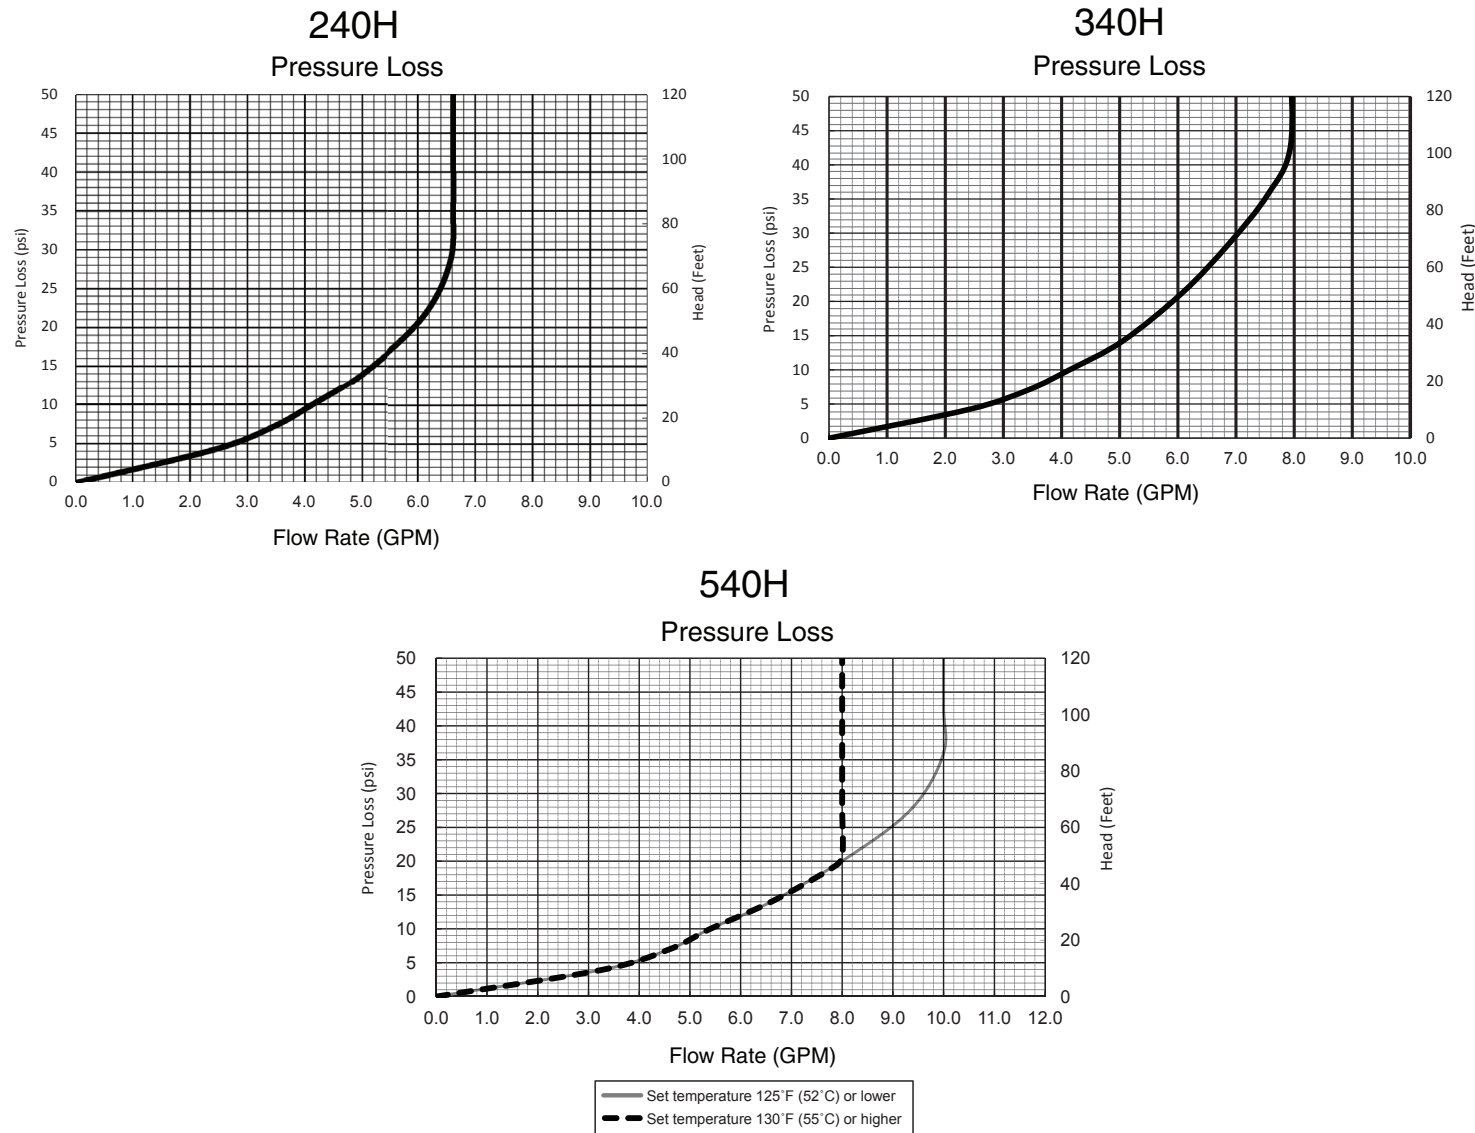 240H
Pressure Loss
50
45
40
35
30
25
20
15
10
5
0
Pressure Loss (psi)
120
100
80
60
40
20
0
Head (Feet)
0.0 1.0 2.0 3.0 4.0 5.0 6.0 7.0 8.0 9.0 10.0
Flow Rate (GPM)
340H
Pressure Loss
50
45
40
35
30
25
20
15
10
5
0
Pressure Loss (psi)
120
100
80
60
40
20
0
Head (Feet)
0.0 1.0 2.0 3.0 4.0 5.0 6.0 7.0 8.0 9.0 10.0
Flow Rate (GPM)
540H
Pressure Loss
50
45
40
35
30
25
20
15
10
5
0
Pressure Loss (psi)
120
100
80
60
40
20
0
Head (Feet)
0.0 1.0 2.0 3.0 4.0 5.0 6.0 7.0 8.0 9.0 10.0 11.0 12.0
Flow Rate (GPM)
Set temperature 125˚F (52˚C) or lower
Set temperature 130˚F (55˚C) or higher